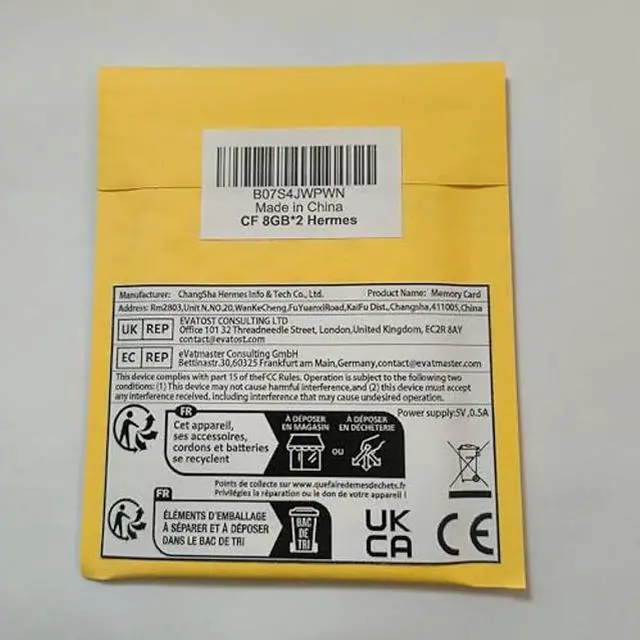 B07S4JWPWN
Made in China
CF 8GB*2 Hermes
Manufacturer: ChangSha Hermes Info & Tech Co., Ltd. Product Name: Memory Card
Address: Rm2803,Unit N,NO.20,WanKeCheng,FuYuanxiRoad,KaiFu Dist.,Changsha,411005,China
UK REP
EVATOST CONSULTING LTD
Office 101 32 Threadneedle Street, London,United Kingdom, EC2R 8AY
contact@evatost.com
EC REP
eVatmaster Consulting GmbH
Bettinastr.30,60325 Frankfurt am Main,Germany,contact@evatmaster.com
This device complies with part 15 of theFCC Rules. Operation is subject to the following two
conditions: (1) This device may not cause harmful interference,and (2) this device must accept
any interference received, including interference that may cause undesired operation.
Power supply:5V,0.5A
FR
Cet appareil,
ses accessoires,
cordons et batteries
se recyclent
À DÉPOSER
EN MAGASIN
OU
À DÉPOSER
EN DÉCHÈTERIE
Points de collecte sur www.quefairedemesdechets.fr
Privilégiez la réparation ou le don de votre appareil !
FR
ÉLÉMENTS D'EMBALLAGE
À SÉPARER ET À DÉPOSER
DANS LE BAC DE TRI
BAC
DE
TRI
UK
CA
CE